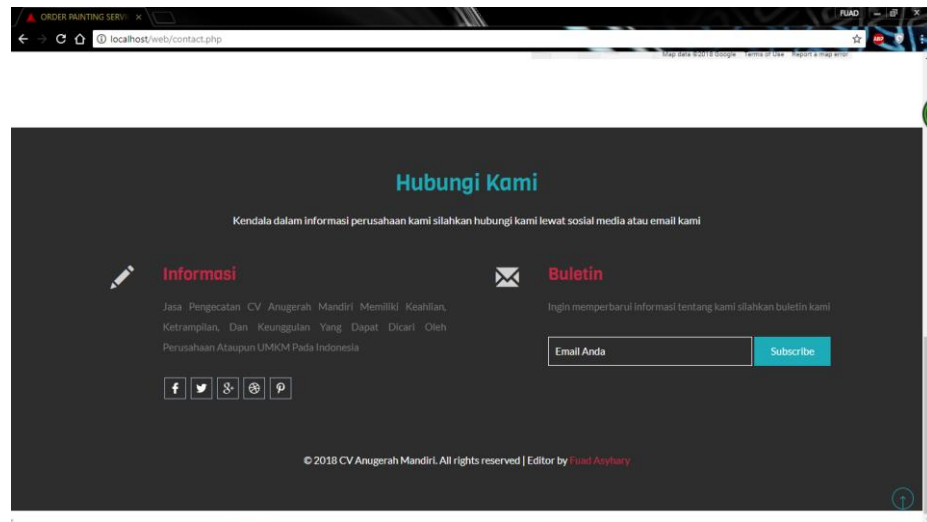 ORDER PAINTING SERVI
FUAD
localhost/web/contact.php
ABP
Map data ©2018 Google Terms of Use Report a map error
Hubungi Kami
Kendala dalam informasi perusahaan kami silahkan hubungi kami lewat sosial media atau email kami
Informasi
Jasa Pengecatan CV Anugerah Mandiri Memiliki Keahlian,
Ketrampilan, Dan Keunggulan Yang Dapat Dicari Oleh
Perusahaan Ataupun UMKM Pada Indonesia
Buletin
Ingin memperbarui informasi tentang kami silahkan buletin kami
Email Anda
Subscribe
© 2018 CV Anugerah Mandiri. All rights reserved | Editor by Fuad Asyhary